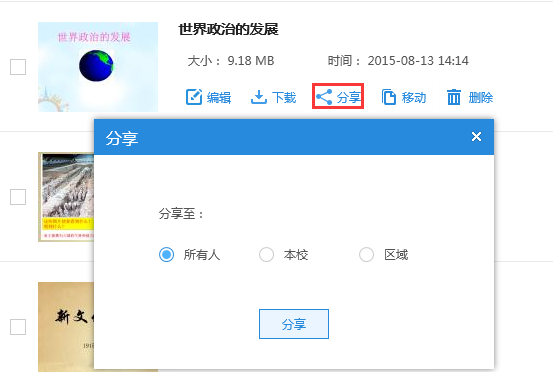 世界政治的发展
世界政治的发展
大小： 9.18 MB 时间： 2015-08-13 14:14
编辑 下载 分享 移动 删除
分享
分享至：
所有人 本校 区域
新文
分享